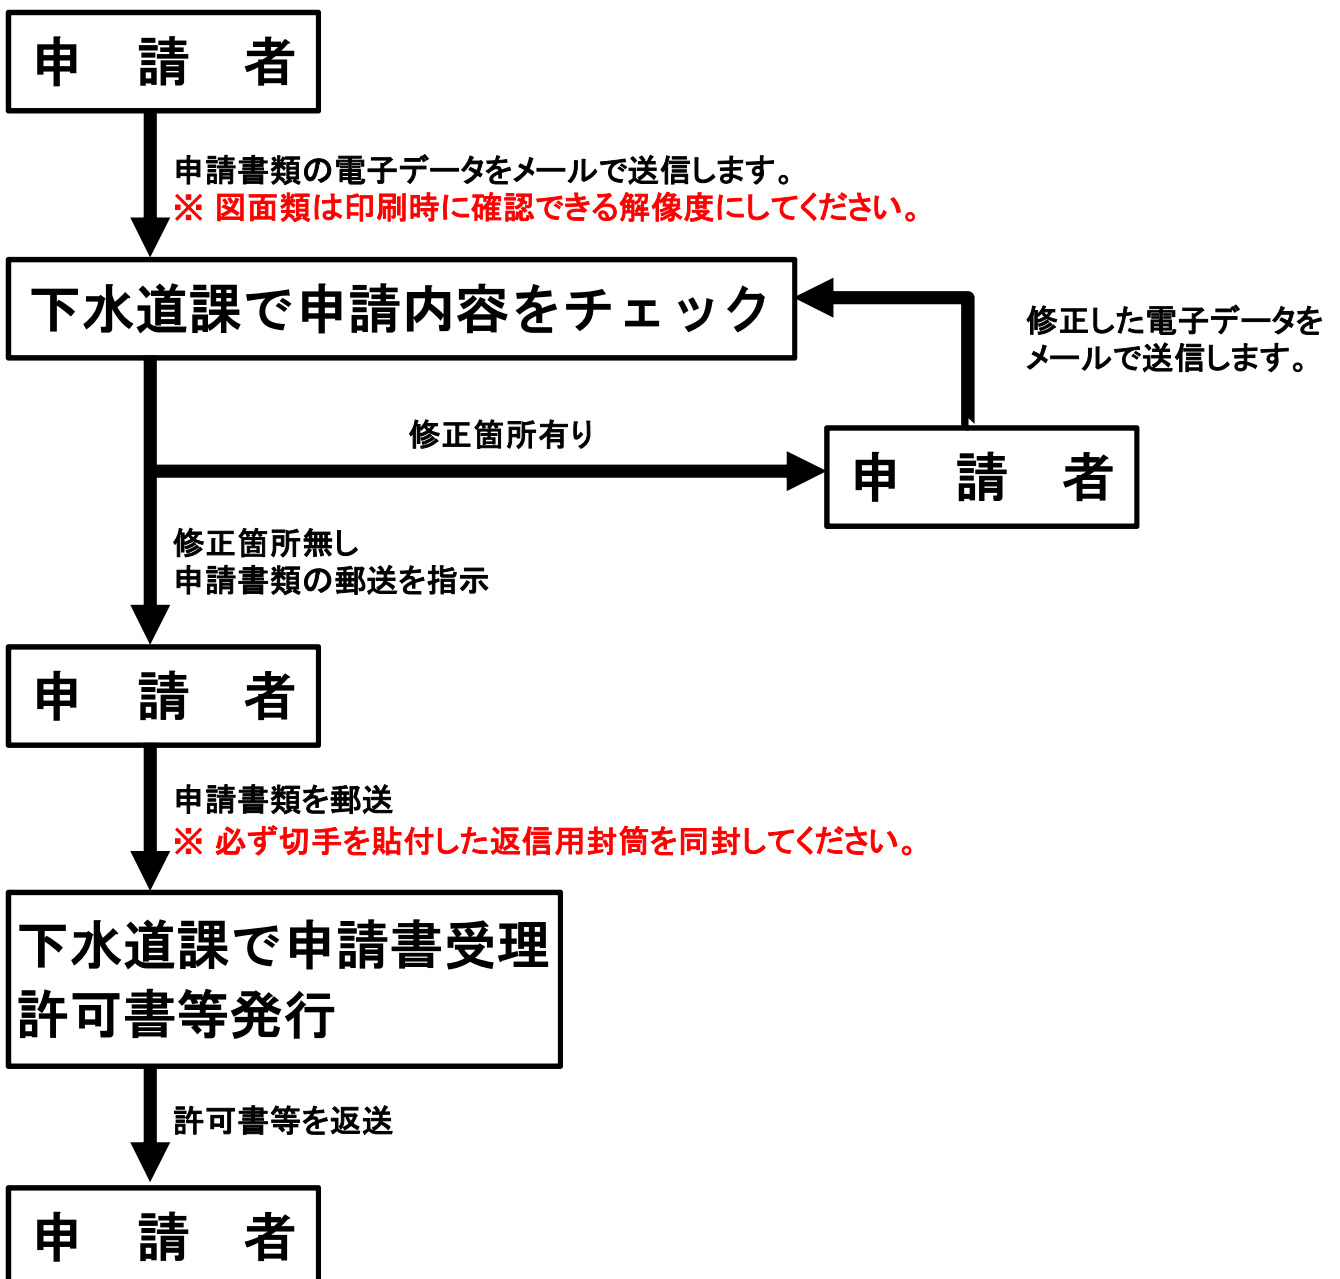 申　請　者
申請書類の電子データをメールで送信します。
※ 図面類は印刷時に確認できる解像度にしてください。
下水道課で申請内容をチェック
修正した電子データを
メールで送信します。
修正箇所有り
申　請　者
修正箇所無し
申請書類の郵送を指示
申　請　者
申請書類を郵送
※ 必ず切手を貼付した返信用封筒を同封してください。
下水道課で申請書受理
許可書等発行
許可書等を返送
申　請　者